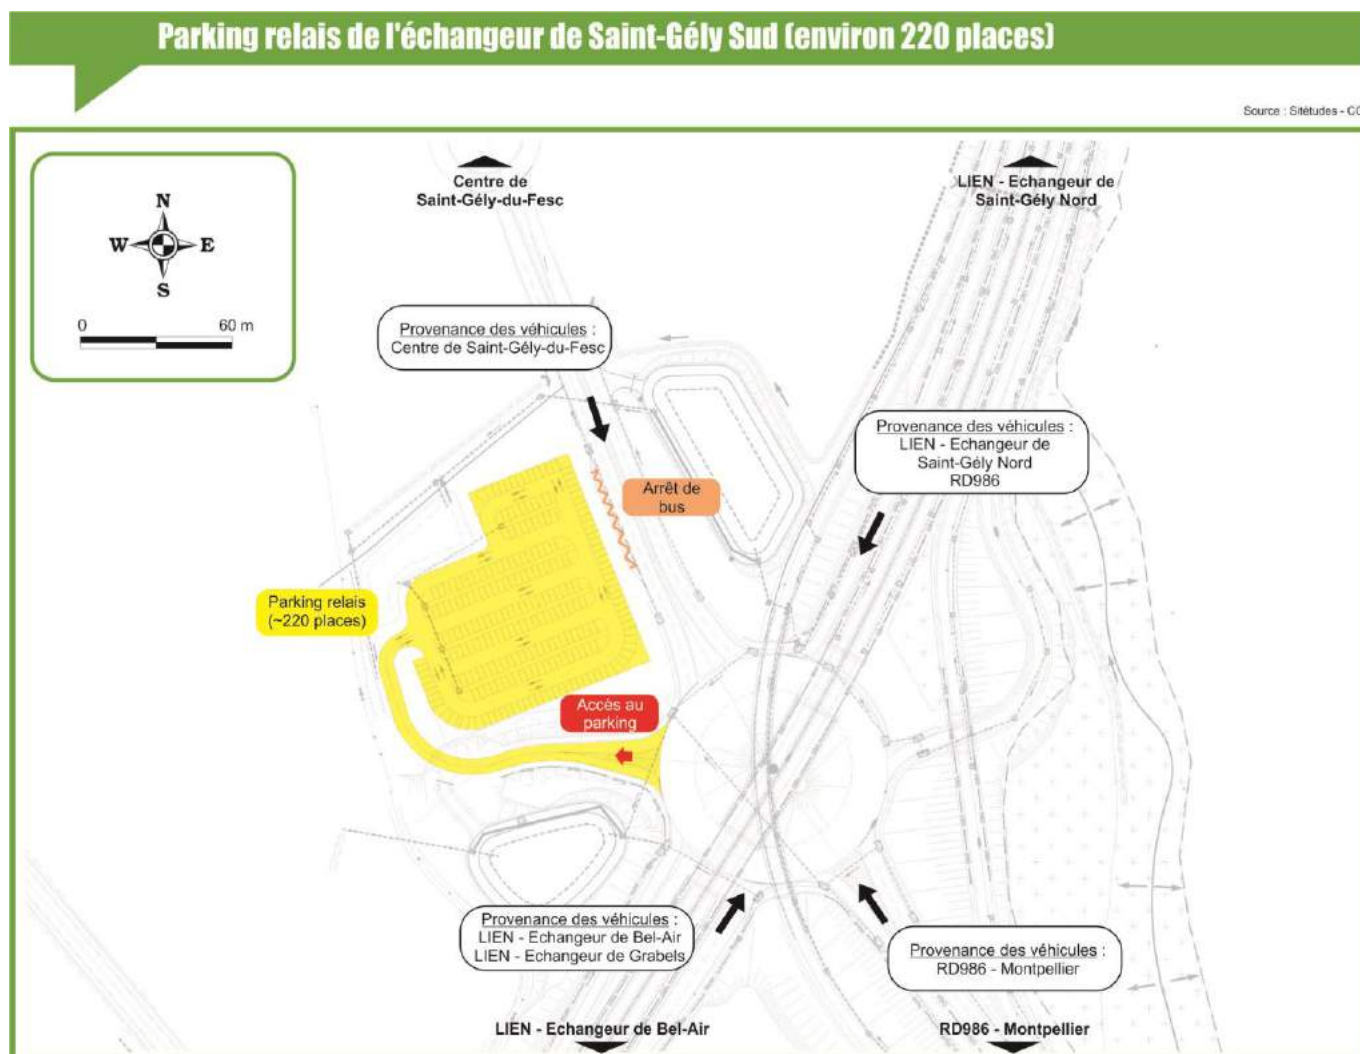 Parking relais de l'échangeur de Saint-Gély Sud (environ 220 places)
Source : Sitétudes - CG
N
W E
S
0 60 m
Centre de
Saint-Gély-du-Fesc
LIEN - Echangeur de
Saint-Gély Nord
Provenance des véhicules :
Centre de Saint-Gély-du-Fesc
Provenance des véhicules :
LIEN - Echangeur de
Saint-Gély Nord
RD986
Arrêt de
bus
Parking relais
(~220 places)
Accès au
parking
Provenance des véhicules :
LIEN - Echangeur de Bel-Air
LIEN - Echangeur de Grabels
Provenance des véhicules :
RD986 - Montpellier
LIEN - Echangeur de Bel-Air
RD986 - Montpellier